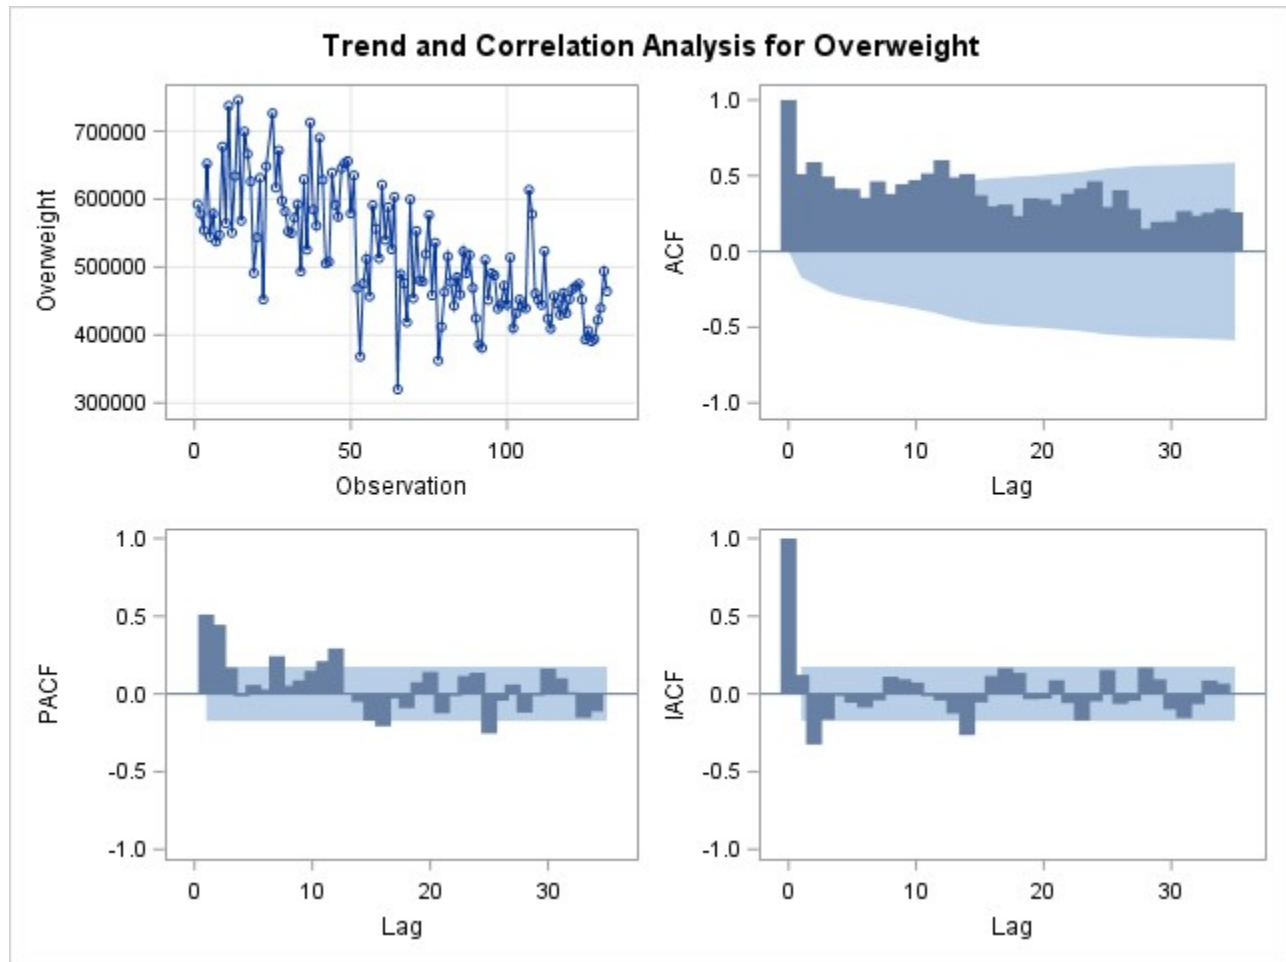 Trend and Correlation Analysis for Overweight
Overweight
700000
600000
500000
400000
300000
0 50 100
Observation
ACF
1.0
0.5
0.0
-0.5
-1.0
0 10 20 30
Lag
PACF
1.0
0.5
0.0
-0.5
-1.0
0 10 20 30
Lag
IACF
1.0
0.5
0.0
-0.5
-1.0
0 10 20 30
Lag